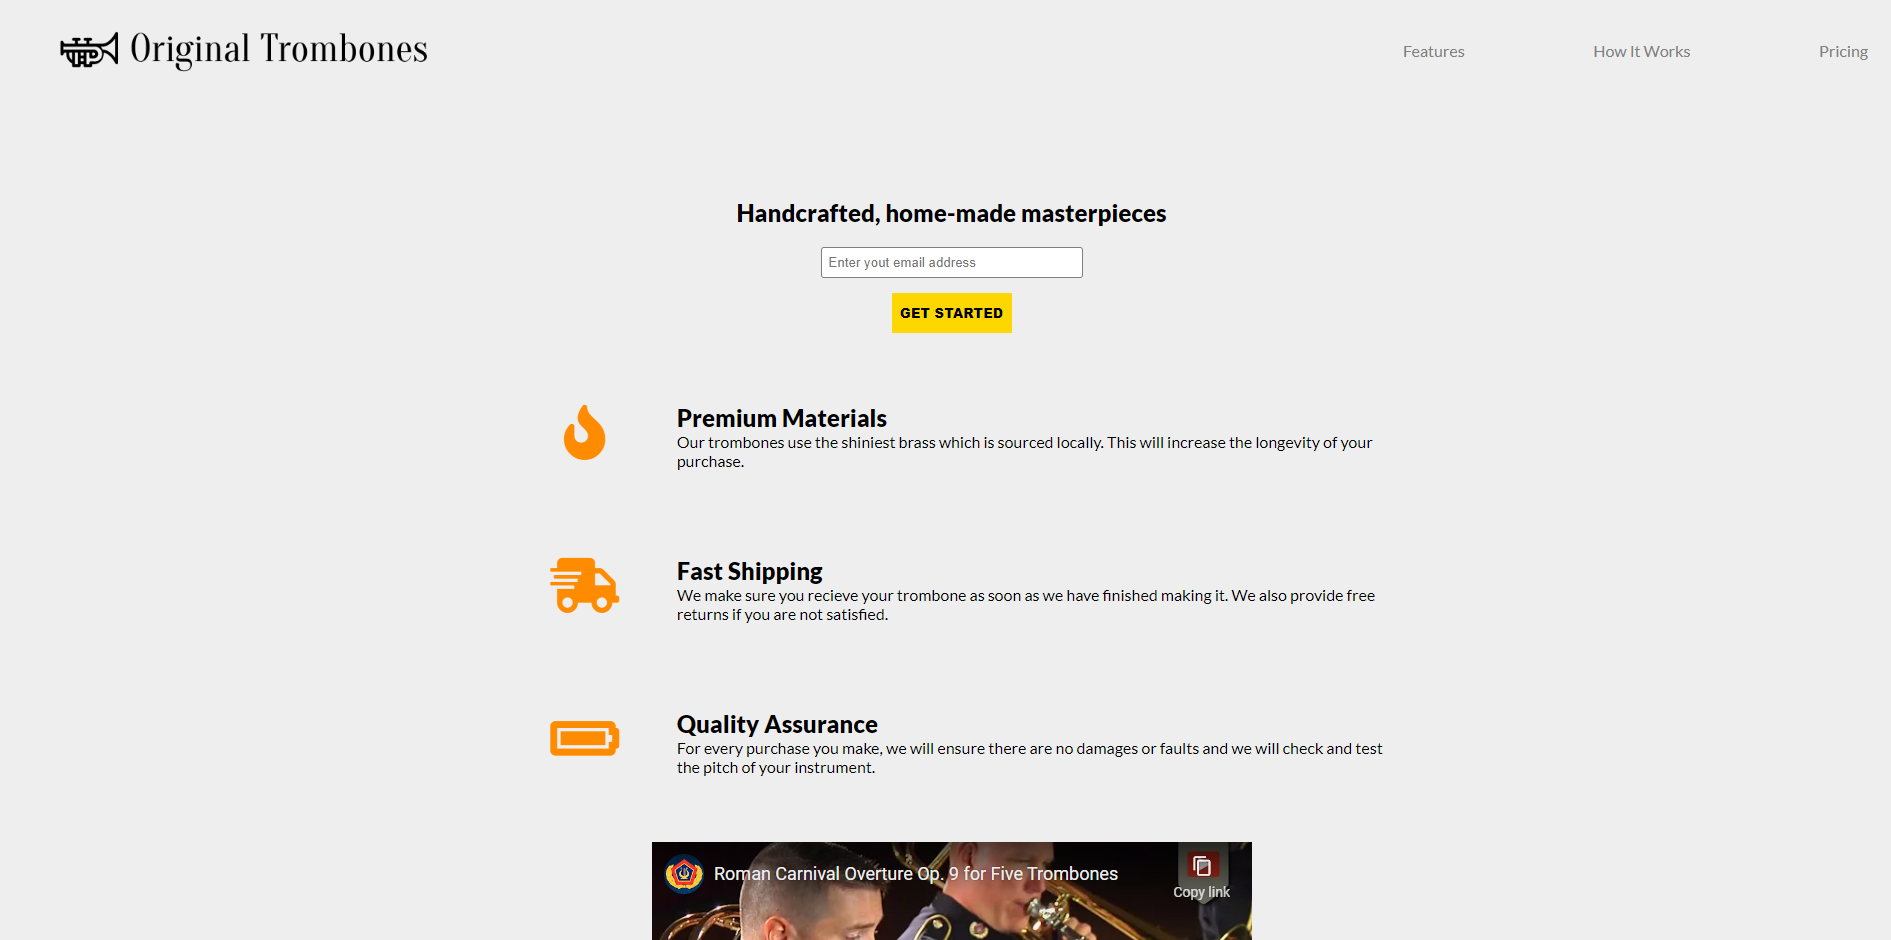 Original Trombones
Features
How It Works
Pricing
Handcrafted, home-made masterpieces
Enter yout email address
GET STARTED
Premium Materials
Our trombones use the shiniest brass which is sourced locally. This will increase the longevity of your
purchase.
Fast Shipping
We make sure you recieve your trombone as soon as we have finished making it. We also provide free
returns if you are not satisfied.
Quality Assurance
For every purchase you make, we will ensure there are no damages or faults and we will check and test
the pitch of your instrument.
Roman Carnival Overture Op. 9 for Five Trombones
Copy link